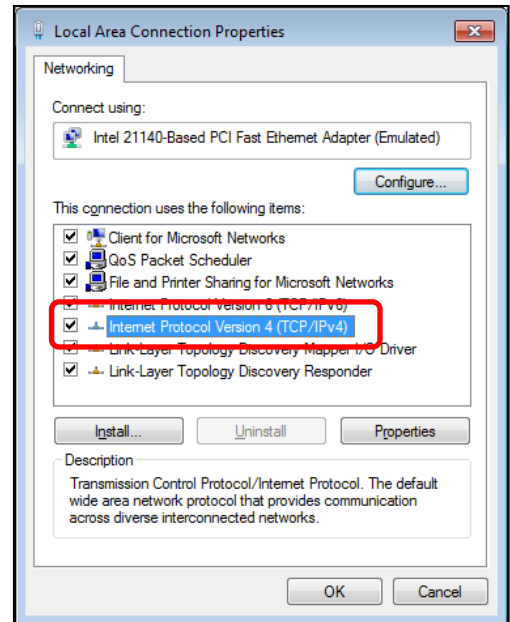 Local Area Connection Properties
Networking
Connect using:
Intel 21140-Based PCI Fast Ethernet Adapter (Emulated)
Configure...
This connection uses the following items:
Client for Microsoft Networks
QoS Packet Scheduler
File and Printer Sharing for Microsoft Networks
Internet Protocol Version 6 (TCP/IPv6)
Internet Protocol Version 4 (TCP/IPv4)
Link-Layer Topology Discovery Mapper I/O Driver
Link-Layer Topology Discovery Responder
Install... Uninstall Properties
Description
Transmission Control Protocol/Internet Protocol. The default
wide area network protocol that provides communication
across diverse interconnected networks.
OK Cancel